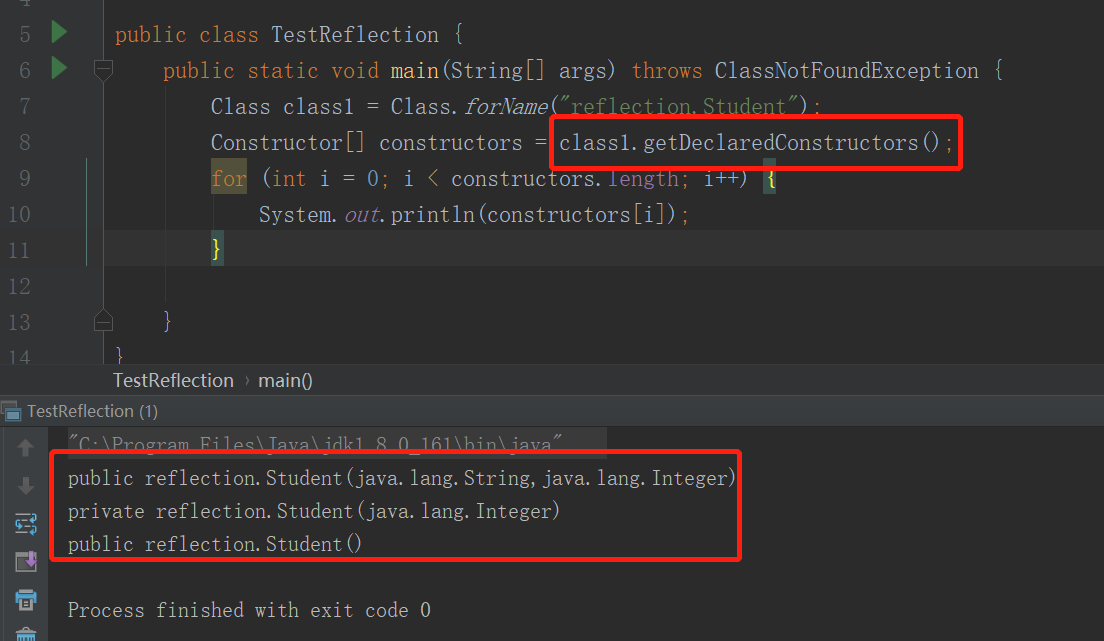 5 public class TestReflection {
6 public static void main(String[] args) throws ClassNotFoundException {
7 Class class1 = Class.forName("reflection.Student");
8 Constructor[] constructors = class1.getDeclaredConstructors();
9 for (int i = 0; i < constructors.length; i++) {
10 System.out.println(constructors[i]);
11 }
12
13 }
14 }
TestReflection › main()
TestReflection (1)
"C:\Program Files\Java\jdk1.8.0_161\bin\java"
public reflection.Student(java.lang.String,java.lang.Integer)
private reflection.Student(java.lang.Integer)
public reflection.Student()
Process finished with exit code 0